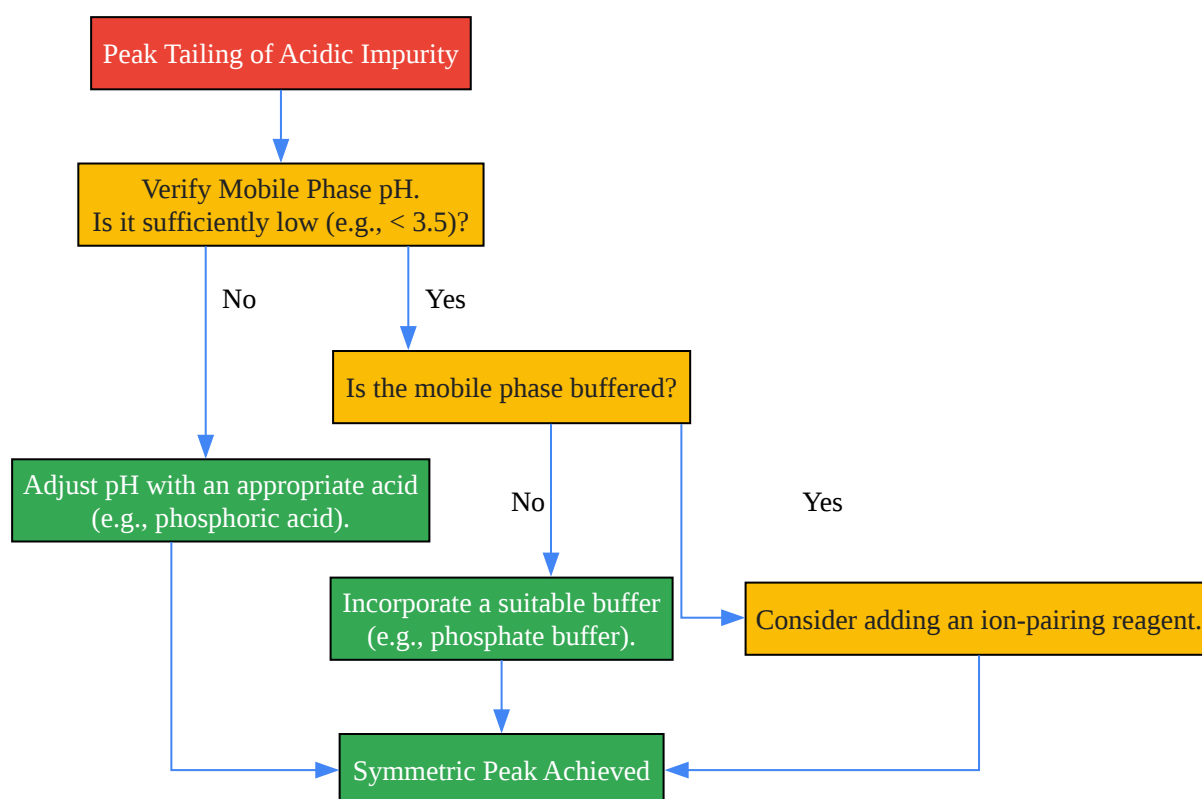 Peak Tailing of Acidic Impurity
Verify Mobile Phase pH.
Is it sufficiently low (e.g., < 3.5)?
No
Yes
Is the mobile phase buffered?
Adjust pH with an appropriate acid
(e.g., phosphoric acid).
No
Yes
Incorporate a suitable buffer
(e.g., phosphate buffer).
Consider adding an ion-pairing reagent.
Symmetric Peak Achieved